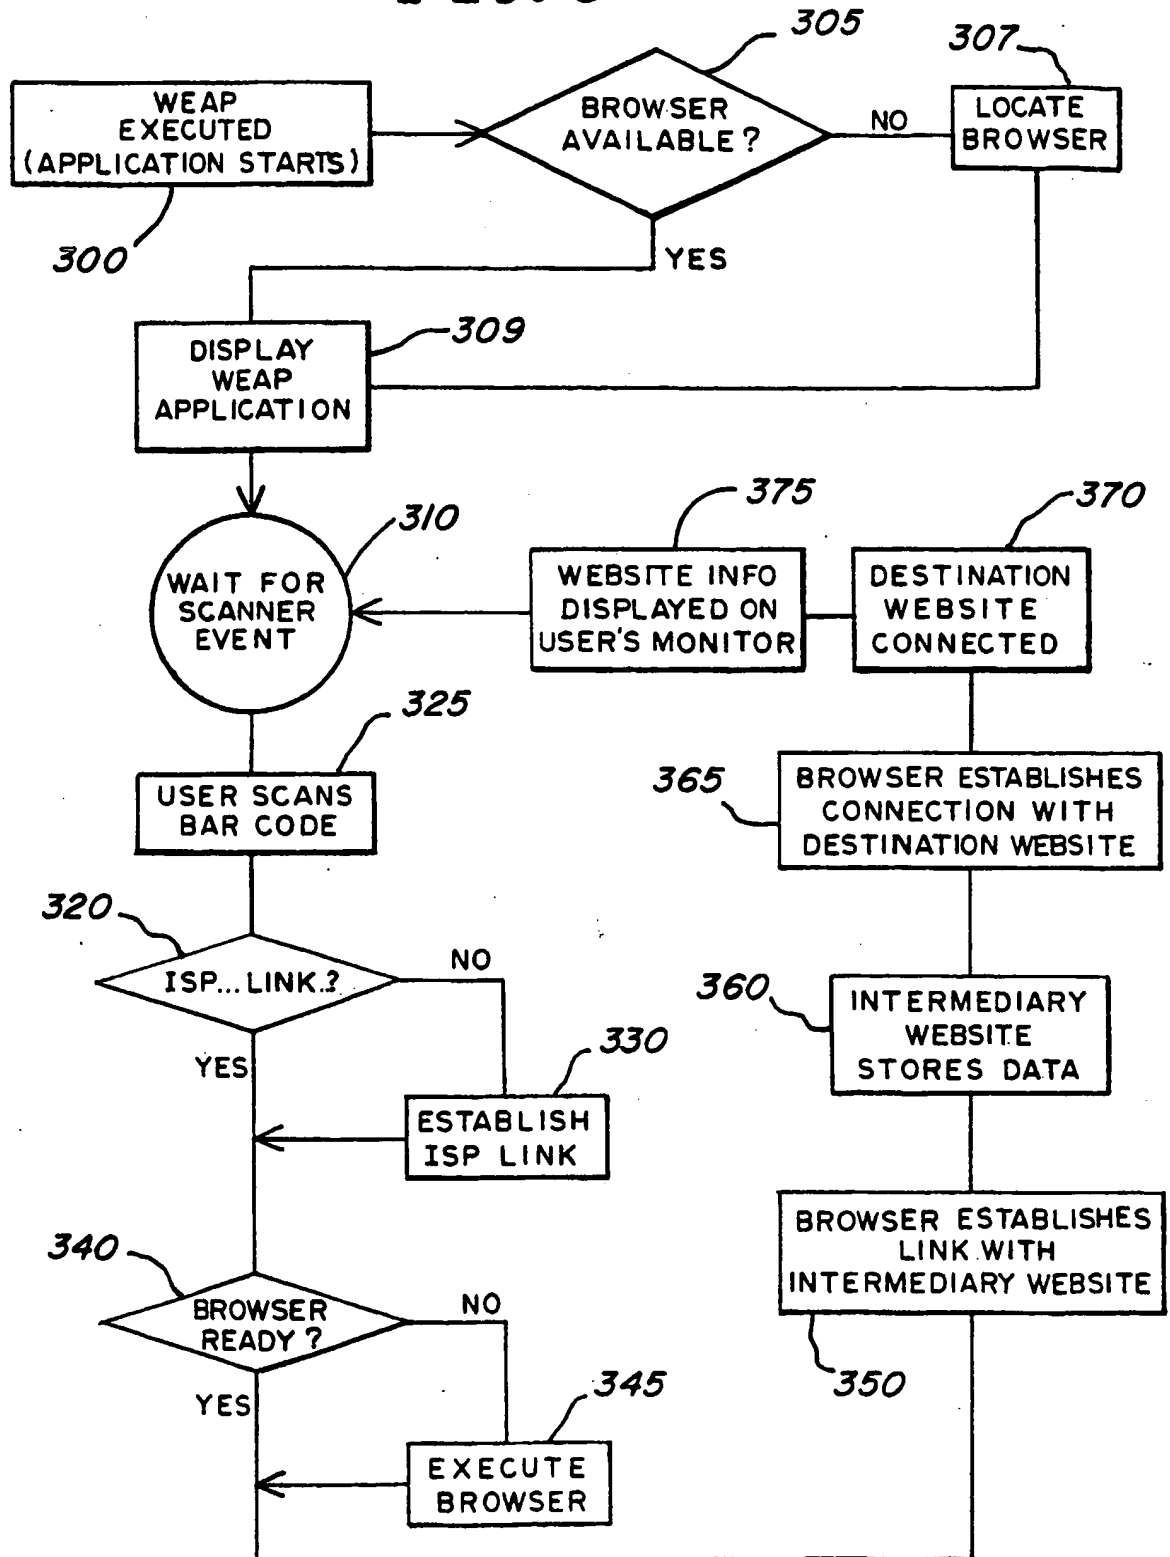 305
307
WEAP
EXECUTED
(APPLICATION STARTS)
BROWSER
AVAILABLE?
NO
LOCATE
BROWSER
300
YES
309
DISPLAY
WEAP
APPLICATION
310
375
370
WAIT FOR
SCANNER
EVENT
WEBSITE INFO
DISPLAYED ON
USER'S MONITOR
DESTINATION
WEBSITE
CONNECTED
325
USER SCANS
BAR CODE
365
BROWSER ESTABLISHES
CONNECTION WITH
DESTINATION WEBSITE
320
ISP... LINK.?
NO
YES
330
ESTABLISH
ISP LINK
360
INTERMEDIARY
WEBSITE
STORES DATA
340
BROWSER
READY?
NO
YES
345
EXECUTE
BROWSER
BROWSER ESTABLISHES
LINK WITH
INTERMEDIARY WEBSITE
350